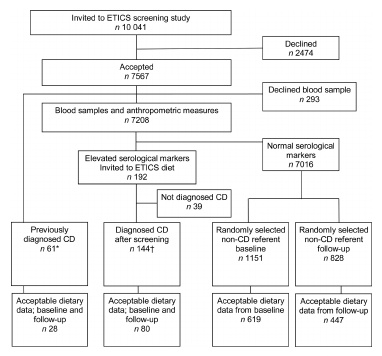 Invited to ETICS screening study
n 10 041
Declined
n 2474
Accepted
n 7567
Declined blood sample
n 293
Blood samples and anthropometric measures
n 7208
Normal serological
markers
n 7016
Elevated serological markers
Invited to ETICS diet
n 192
Not diagnosed CD
n 39
Previously
diagnosed CD
n 61*
Diagnosed CD
after screening
n 144†
Randomly selected
non-CD referent
baseline
n 1151
Randomly selected
non-CD referent
follow-up
n 828
Acceptable dietary
data; baseline and
follow-up
n 28
Acceptable dietary
data; baseline and
follow-up
n 80
Acceptable dietary
data from baseline
n 619
Acceptable dietary
data from follow-up
n 447